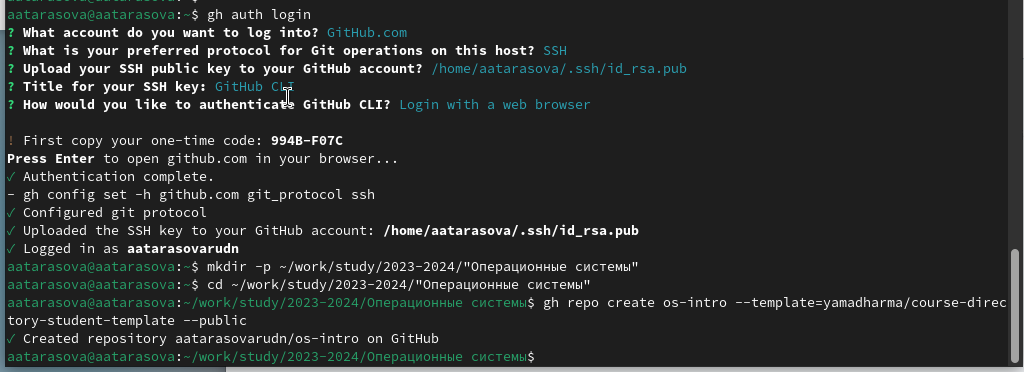 aatarasova@aatarasova:~$ gh auth login
? What account do you want to log into? GitHub.com
? What is your preferred protocol for Git operations on this host? SSH
? Upload your SSH public key to your GitHub account? /home/aatarasova/.ssh/id_rsa.pub
? Title for your SSH key: GitHub CLI
? How would you like to authenticate GitHub CLI? Login with a web browser
! First copy your one-time code: 994B-F07C
Press Enter to open github.com in your browser...
✓ Authentication complete.
- gh config set -h github.com git_protocol ssh
✓ Configured git protocol
✓ Uploaded the SSH key to your GitHub account: /home/aatarasova/.ssh/id_rsa.pub
✓ Logged in as aatarasovarudn
aatarasova@aatarasova:~$ mkdir -p ~/work/study/2023-2024/"Операционные системы"
aatarasova@aatarasova:~$ cd ~/work/study/2023-2024/"Операционные системы"
aatarasova@aatarasova:~/work/study/2023-2024/Операционные системы$ gh repo create os-intro --template=yamadharma/course-direc
tory-student-template --public
✓ Created repository aatarasovarudn/os-intro on GitHub
aatarasova@aatarasova:~/work/study/2023-2024/Операционные системы$